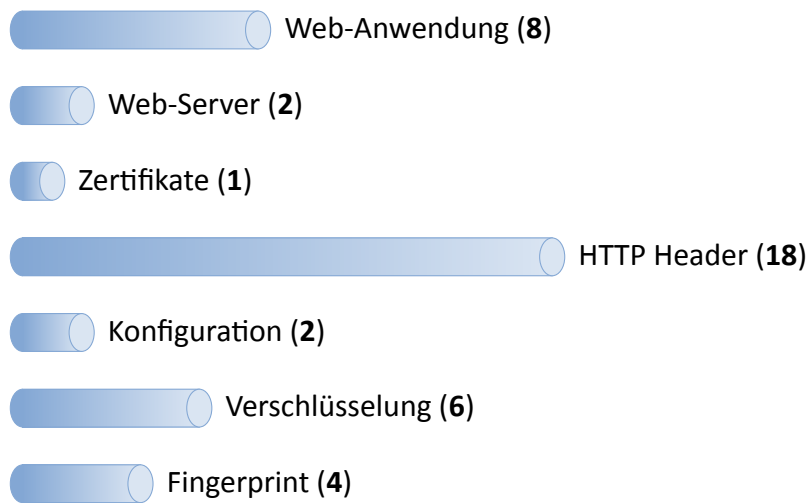 Web-Anwendung (8)
Web-Server (2)
Zertifikate (1)
HTTP Header (18)
Konfiguration (2)
Verschlüsselung (6)
Fingerprint (4)